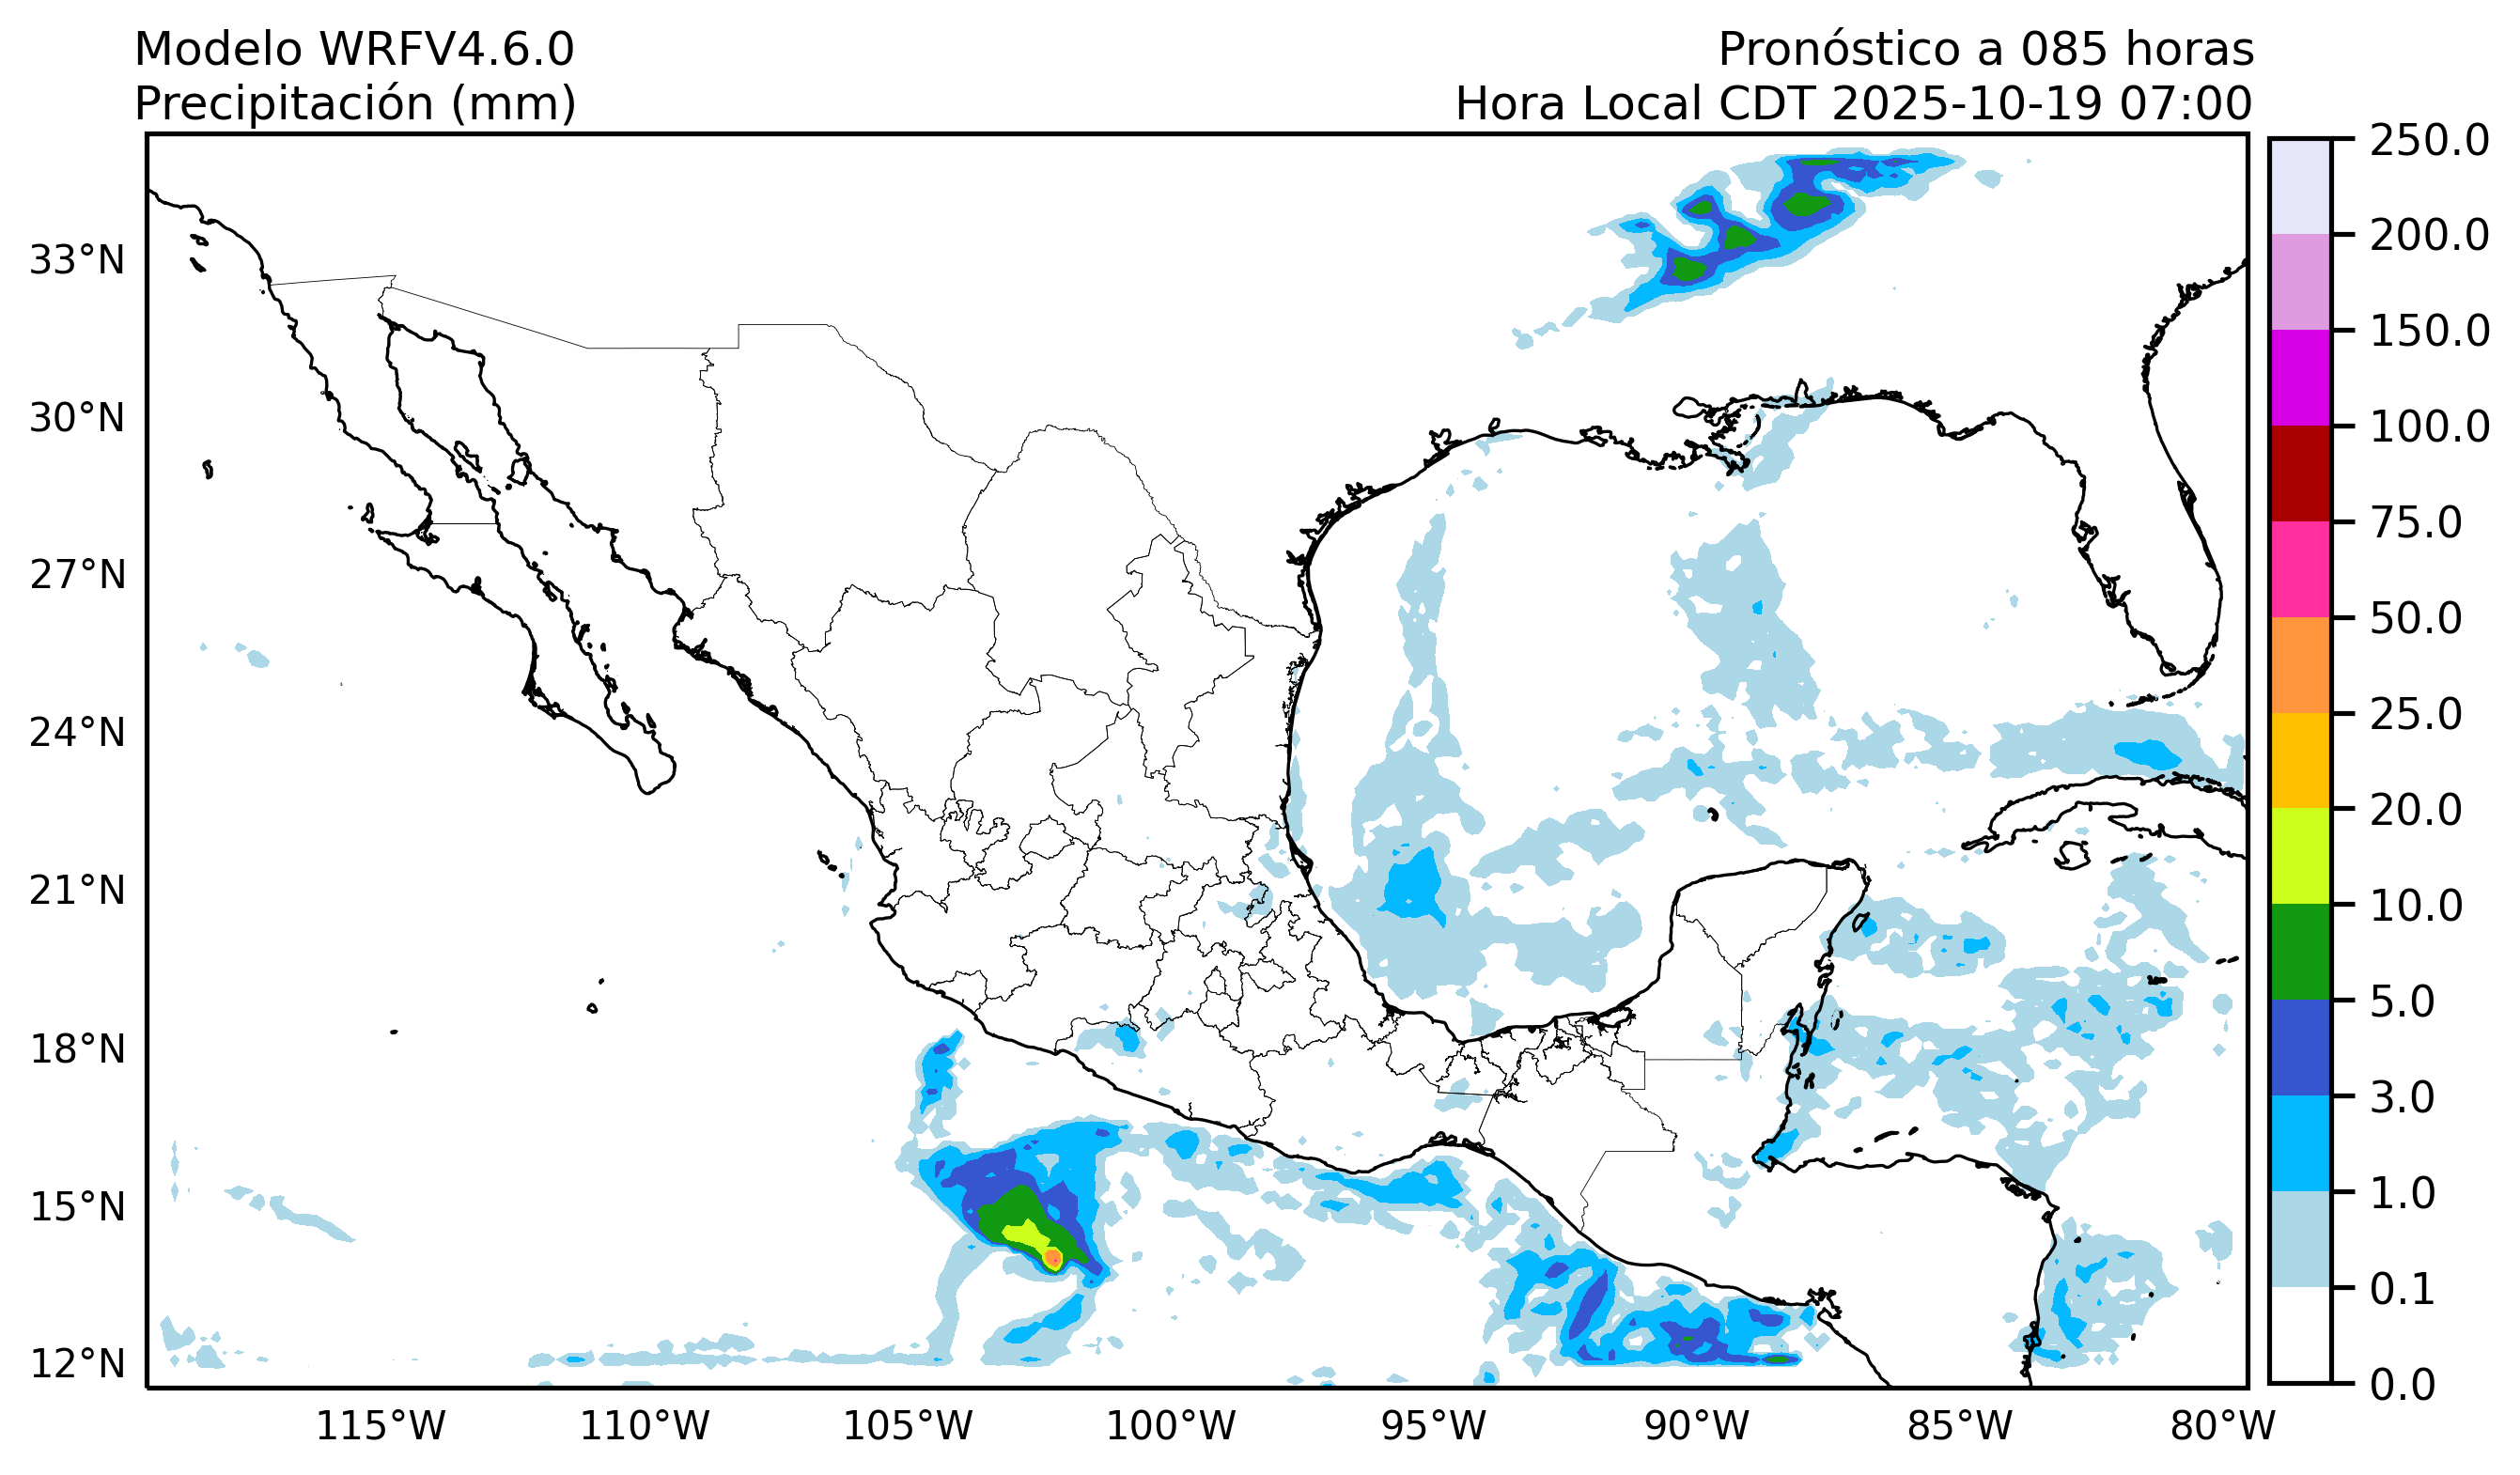 Modelo WRFV4.6.0
Precipitación (mm)
Pronóstico a 085 horas
Hora Local CDT 2025-10-19 07:00
33°N
30°N
27°N
24°N
21°N
18°N
15°N
12°N
115°W
110°W
105°W
100°W
95°W
90°W
85°W
80°W
250.0
200.0
150.0
100.0
75.0
50.0
25.0
20.0
10.0
5.0
3.0
1.0
0.1
0.0